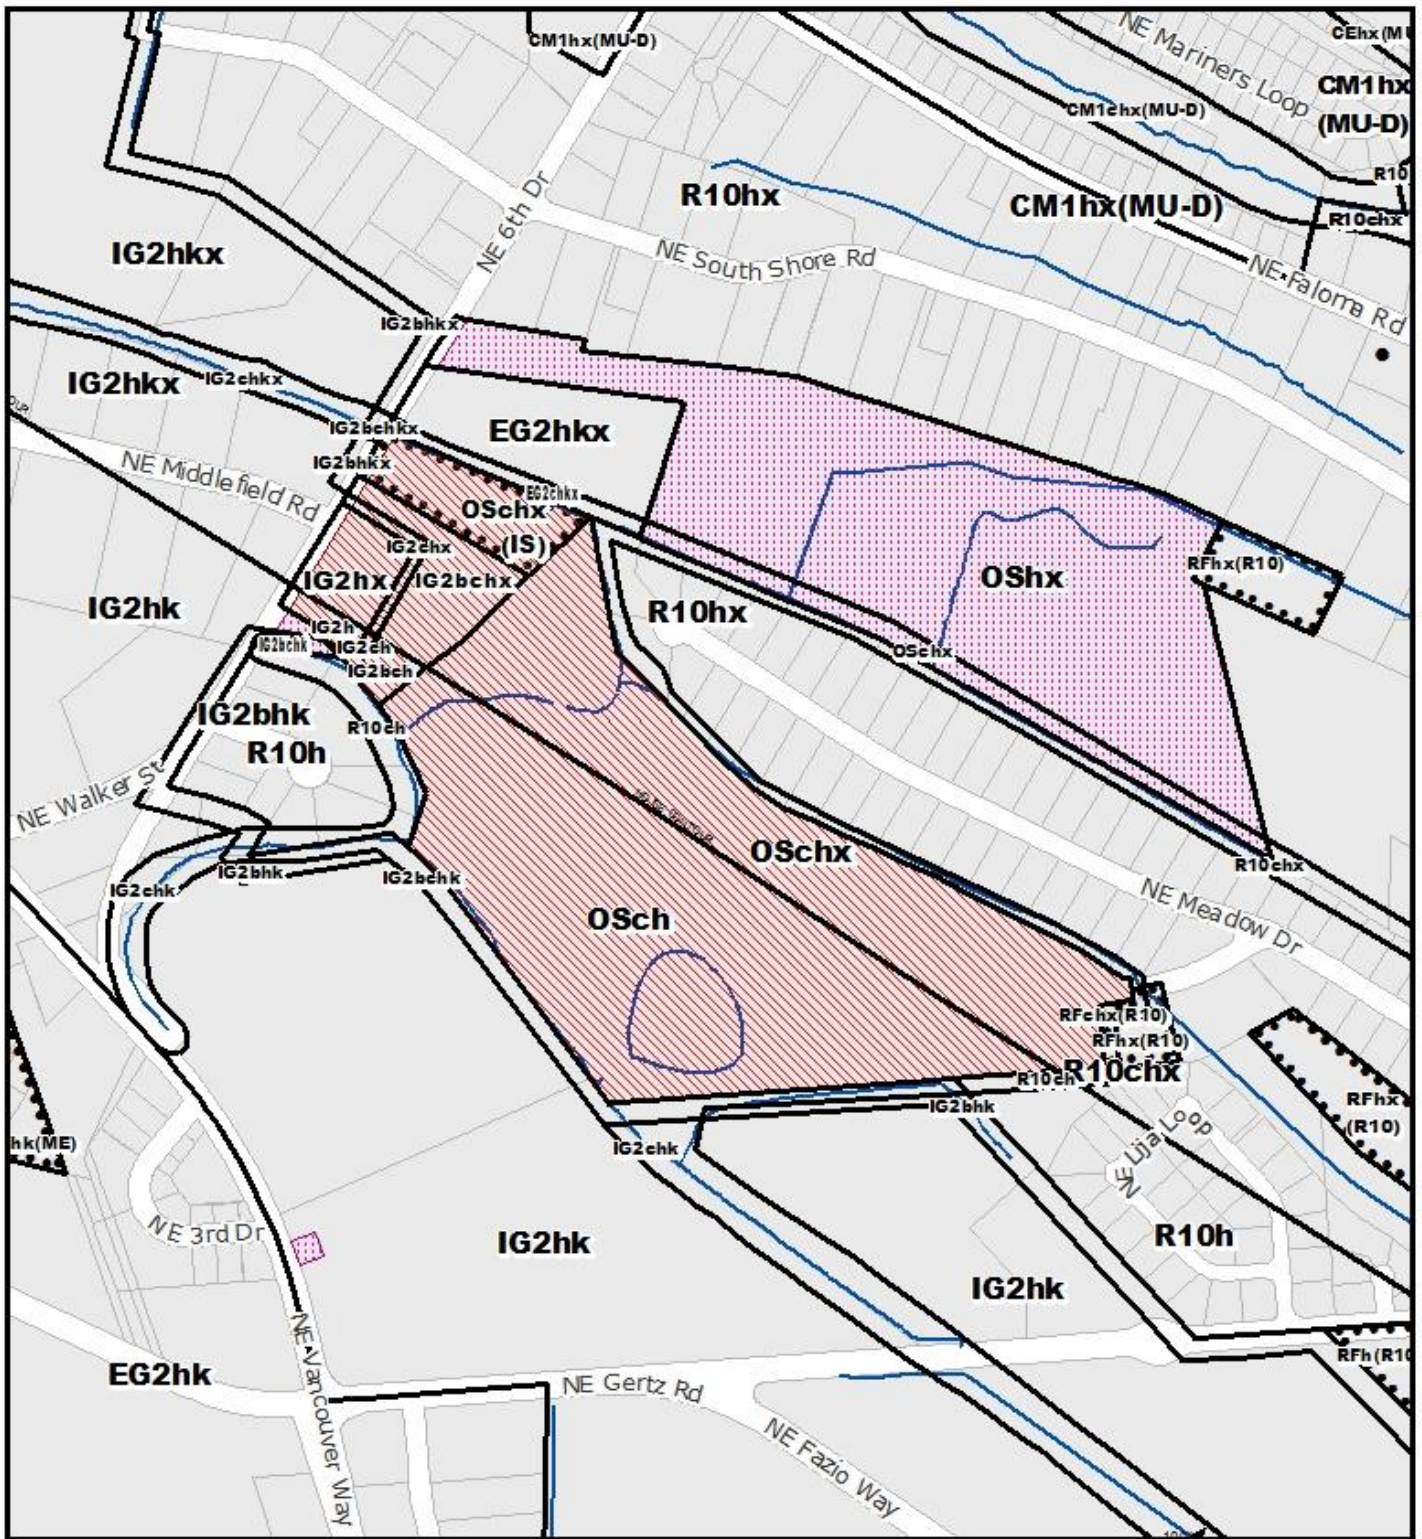 CM1hx(MU-D)
NE Mariners Loop
CM1hx
(MU-D)
CM1chx(MU-D)
R10
R10chx
R10hx
CM1hx(MU-D)
NE 6th Dr
NE South Shore Rd
NE Faloma Rd
IG2hkx
IG2bhkx
IG2hkx
IG2chkx
IG2bchkx
EG2hkx
NE Middlefield Rd
IG2bhkx
EG2chkx
OSchx
(IS)
IG2chx
IG2hx
IG2bchx
OShx
RFhx(R10)
IG2hk
R10hx
IG2h
IG2bchk
IG2ch
IG2bch
OSchx
IG2bhk
R10ch
R10h
NE Walker St
OSchx
R10chx
IG2chk
IG2bhk
IG2bchk
OSch
NE Meadow Dr
RFchx(R10)
RFhx(R10)
R10chx
R10ch
IG2bhk
RFhx
(R10)
hk(ME)
IG2chk
NE Lija Loop
NE 3rd Dr
IG2hk
R10h
IG2hk
NE Vancouver Way
EG2hk
NE Gertz Rd
RFh(R10
NE Fazio Way